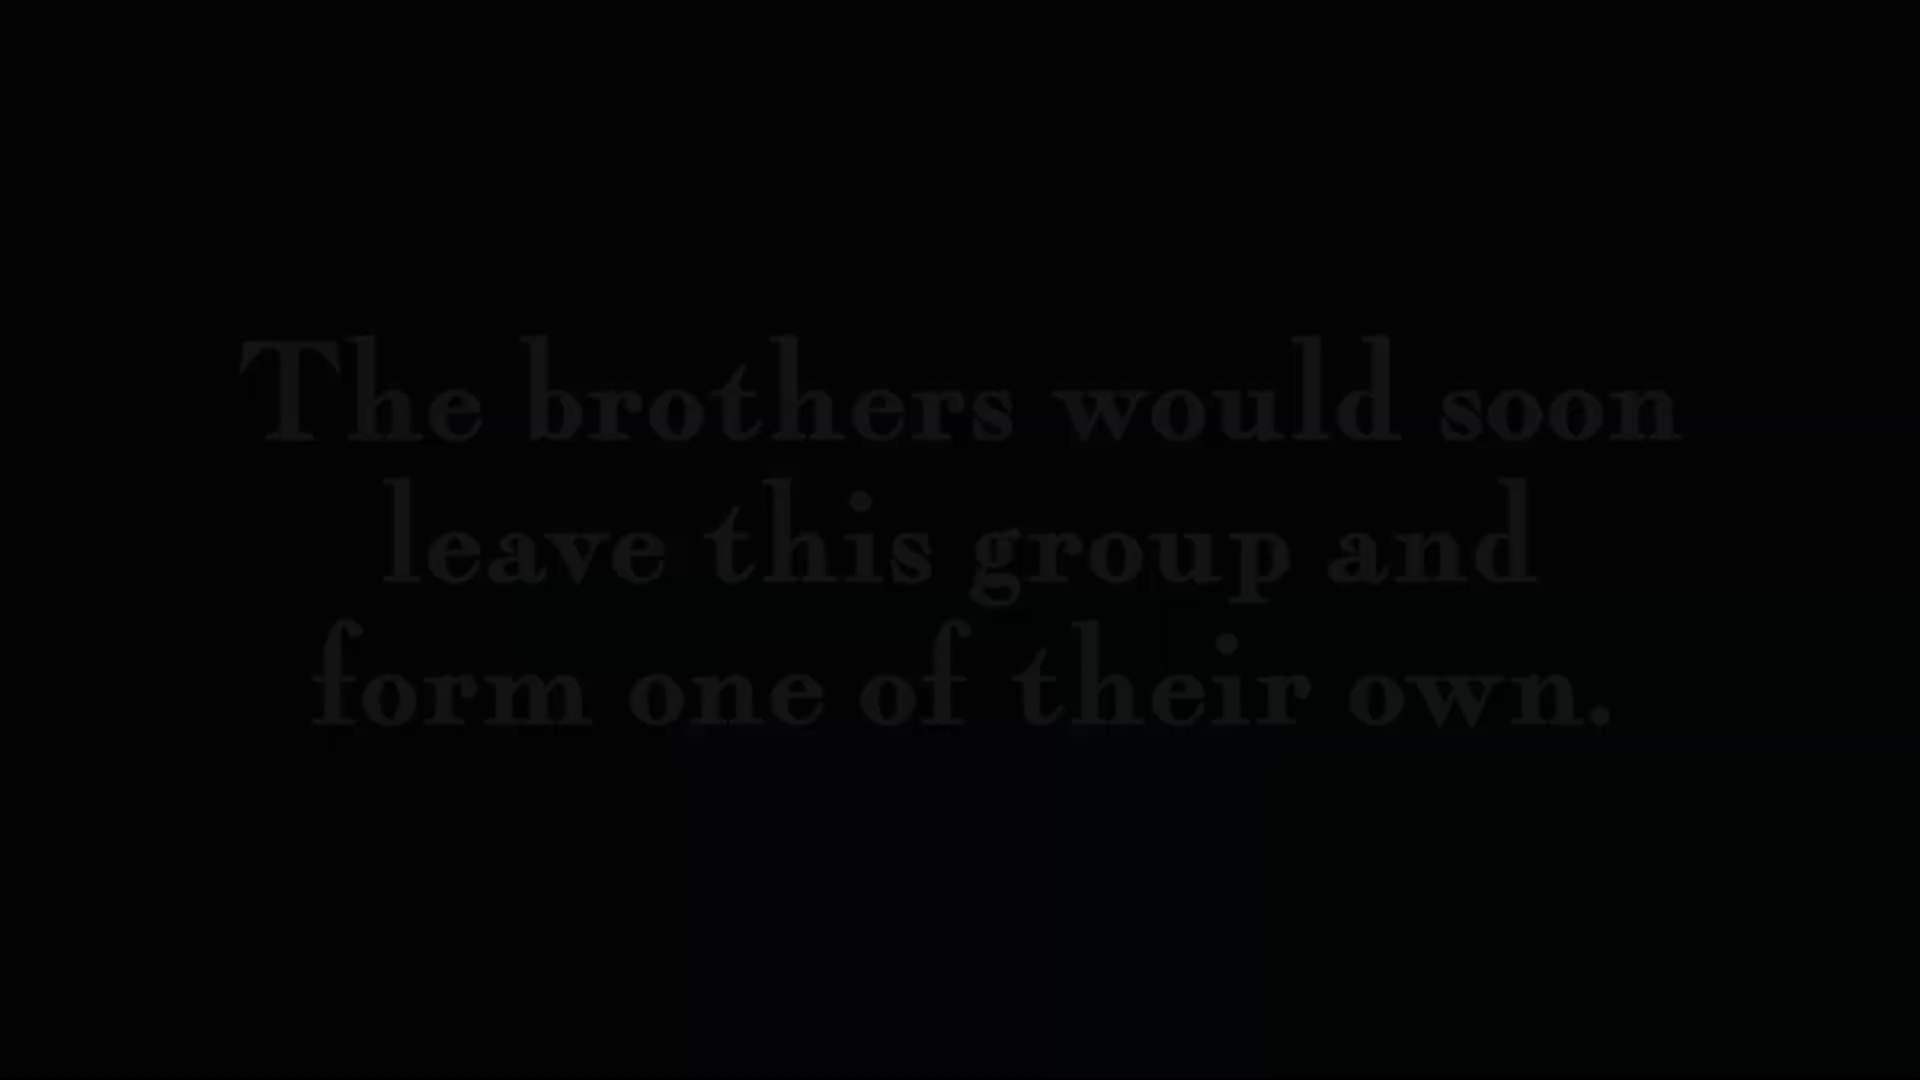 The brothers would soon
leave this group and
form one of their own.